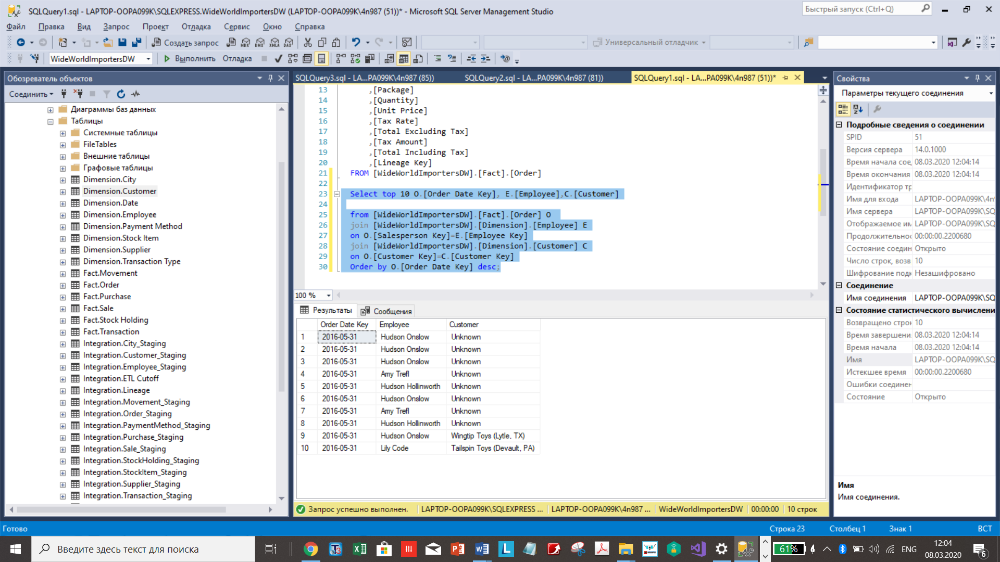 SQLQuery1.sql - LAPTOP-OOPA099K\SQLEXPRESS.WideWorldImportersDW (LAPTOP-OOPA099K\4n987 (51))* - Microsoft SQL Server Management Studio
Быстрый запуск (Ctrl+Q)
Файл Правка Вид Запрос Проект Отладка Сервис Окно Справка
Создать запрос MDX DMX XMLA DAX Универсальный отладчик
WideWorldImportersDW Выполнить Отладка
Обозреватель объектов
Соединить
Диаграммы баз данных
Таблицы
Системные таблицы
FileTables
Внешние таблицы
Графовые таблицы
Dimension.City
Dimension.Customer
Dimension.Date
Dimension.Employee
Dimension.Payment Method
Dimension.Stock Item
Dimension.Supplier
Dimension.Transaction Type
Fact.Movement
Fact.Order
Fact.Purchase
Fact.Sale
Fact.Stock Holding
Fact.Transaction
Integration.City_Staging
Integration.Customer_Staging
Integration.Employee_Staging
Integration.ETL Cutoff
Integration.Lineage
Integration.Movement_Staging
Integration.Order_Staging
Integration.PaymentMethod_Staging
Integration.Purchase_Staging
Integration.Sale_Staging
Integration.StockHolding_Staging
Integration.StockItem_Staging
Integration.Supplier_Staging
Integration.Transaction_Staging
SQLQuery3.sql - LA...PA099K\4n987 (85)) SQLQuery2.sql - LA...PA099K\4n987 (81)) SQLQuery1.sql - LA...PA099K\4n987 (51))*
13 ,[Package]
14 ,[Quantity]
15 ,[Unit Price]
16 ,[Tax Rate]
17 ,[Total Excluding Tax]
18 ,[Tax Amount]
19 ,[Total Including Tax]
20 ,[Lineage Key]
21 FROM [WideWorldImportersDW].[Fact].[Order]
22
23 Select top 10 O.[Order Date Key], E.[Employee],C.[Customer]
24
25 from [WideWorldImportersDW].[Fact].[Order] O
26 join [WideWorldImportersDW].[Dimension].[Employee] E
27 on O.[Salesperson Key]=E.[Employee Key]
28 join [WideWorldImportersDW].[Dimension].[Customer] C
29 on O.[Customer Key]=C.[Customer Key]
30 Order by O.[Order Date Key] desc;
100 %
Результаты Сообщения
Order Date Key Employee Customer
1 2016-05-31 Hudson Onslow Unknown
2 2016-05-31 Hudson Onslow Unknown
3 2016-05-31 Hudson Onslow Unknown
4 2016-05-31 Amy Trefl Unknown
5 2016-05-31 Hudson Hollinworth Unknown
6 2016-05-31 Hudson Onslow Unknown
7 2016-05-31 Amy Trefl Unknown
8 2016-05-31 Hudson Hollinworth Unknown
9 2016-05-31 Hudson Onslow Wingtip Toys (Lytle, TX)
10 2016-05-31 Lily Code Tailspin Toys (Devault, PA)
Запрос успешно выполнен. LAPTOP-OOPA099K\SQLEXPRESS ... LAPTOP-OOPA099K\4n987 ... WideWorldImportersDW 00:00:00 10 строк
Свойства
Параметры текущего соединения
Подробные сведения о соединении
SPID 51
Версия сервера 14.0.1000
Время начала сое, 08.03.2020 12:04:14
Время окончания 08.03.2020 12:04:14
Идентификатор тр
Имя для входа LAPTOP-OOPA099K\4n
Имя сервера LAPTOP-OOPA099K\SQ
Отображаемое им LAPTOP-OOPA099K\SQ
Продолжительнос 00:00:00.2200680
Состояние соедин Открыто
Число строк, возв 10
Шифрование подк Незашифровано
Соединение
Имя соединения LAPTOP-OOPA099K\SQ
Состояние статистического вычислени
Возвращено строк 10
Время завершени. 08.03.2020 12:04:14
Время начала 08.03.2020 12:04:14
Имя LAPTOP-OOPA099K\SQ
Истекшее время 00:00:00.2200680
Ошибки соединен
Состояние Открыто
Имя
Имя соединения.
Готово Строка 23 Столбец 1 Знак 1 ВСТ
Введите здесь текст для поиска
61% ENG 12:04
08.03.2020 6